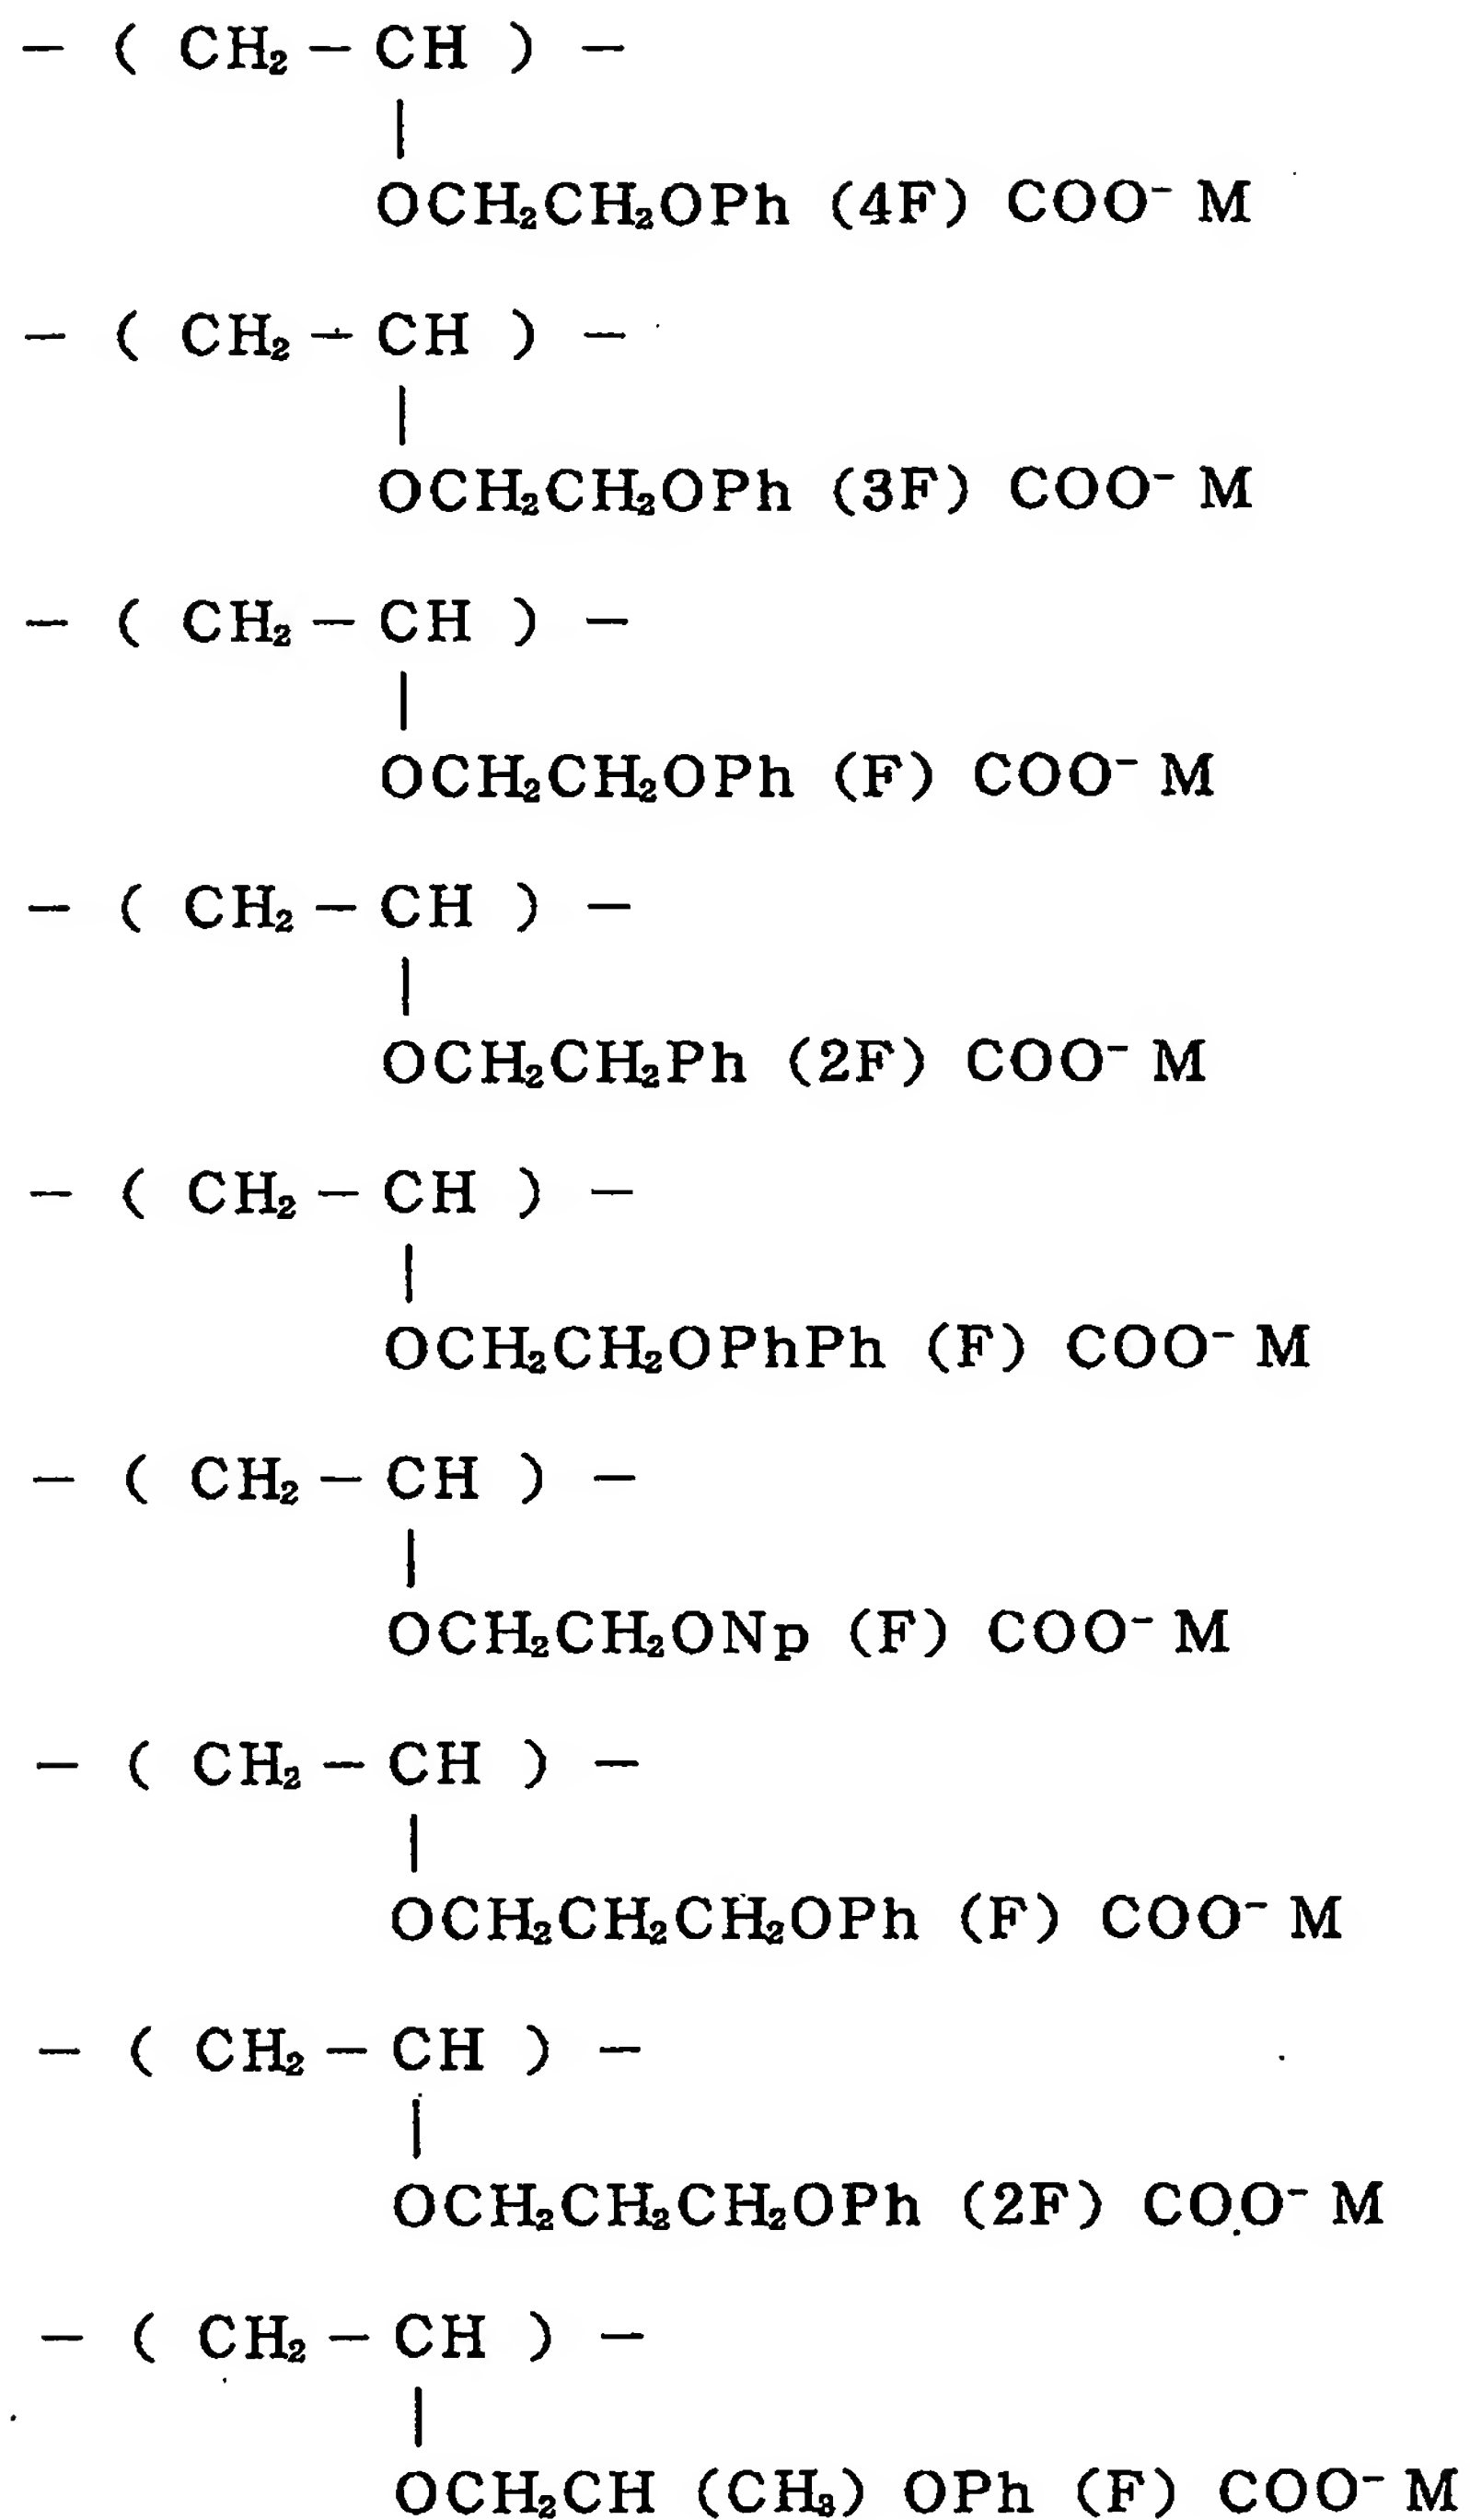 — ( CH₂ — CH ) —
|
OCH₂CH₂OPh (4F) COO⁻ M
— ( CH₂ — CH ) —
|
OCH₂CH₂OPh (3F) COO⁻ M
— ( CH₂ — CH ) —
|
OCH₂CH₂OPh (F) COO⁻ M
— ( CH₂ — CH ) —
|
OCH₂CH₂Ph (2F) COO⁻ M
— ( CH₂ — CH ) —
|
OCH₂CH₂OPhPh (F) COO⁻ M
— ( CH₂ — CH ) —
|
OCH₂CH₂ONp (F) COO⁻ M
— ( CH₂ — CH ) —
|
OCH₂CH₂CH₂OPh (F) COO⁻ M
— ( CH₂ — CH ) —
|
OCH₂CH₂CH₂OPh (2F) COO⁻ M
— ( CH₂ — CH ) —
|
OCH₂CH (CH₃) OPh (F) COO⁻ M